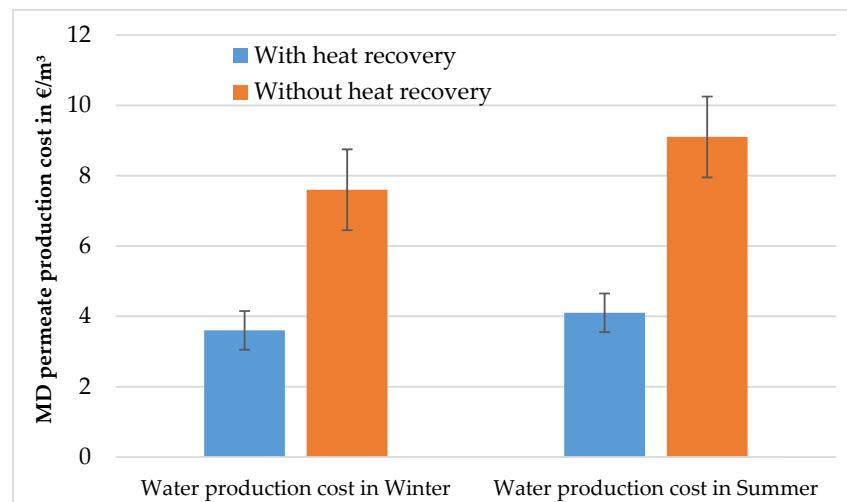 MD permeate production cost in €/m³
12
10
8
6
4
2
0
With heat recovery
Without heat recovery
Water production cost in Winter
Water production cost in Summer